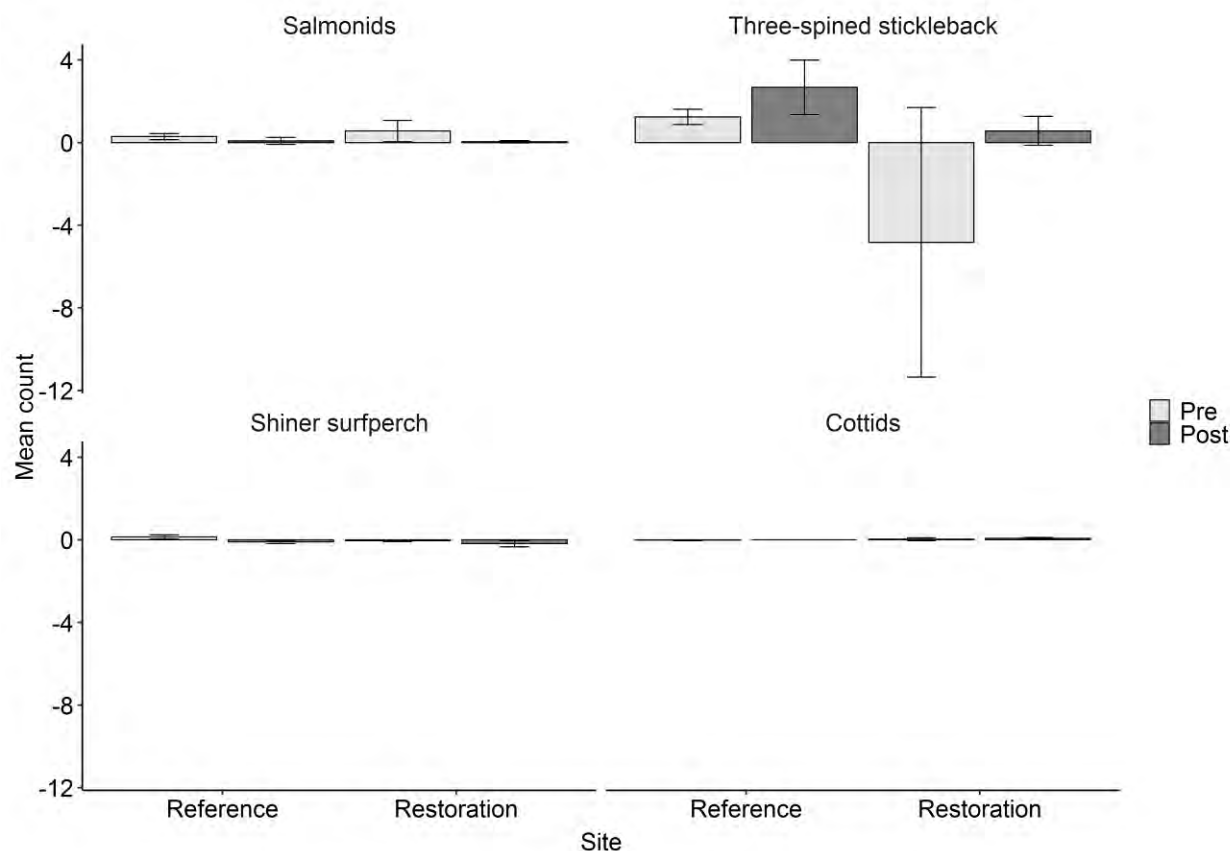 Salmonids
Three-spined stickleback
4
0
-4
-8
-12
Mean count
Shiner surfperch
Cottids
4
0
-4
-8
-12
Reference
Restoration
Reference
Restoration
Site
Pre
Post